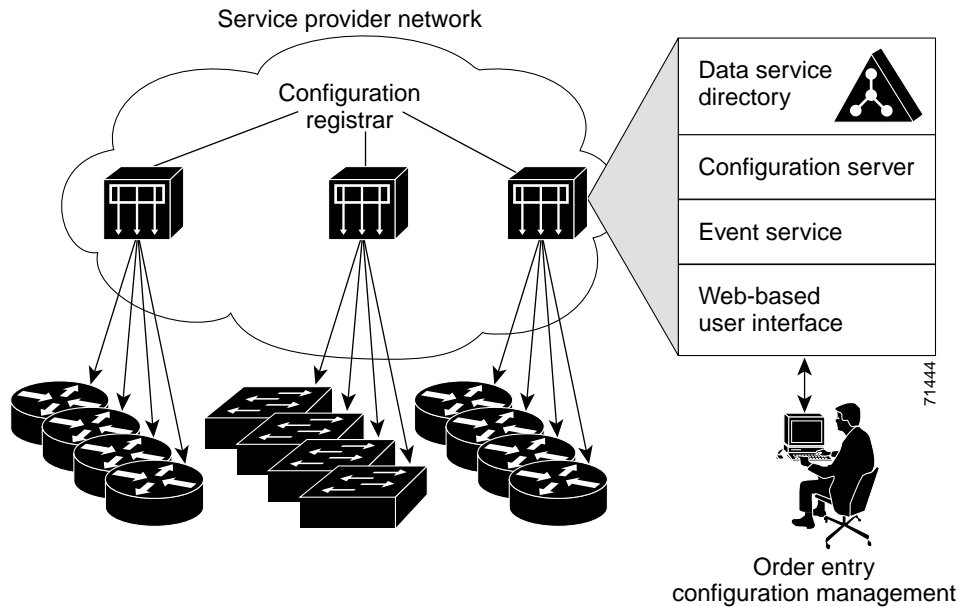 Service provider network
Configuration
registrar
Data service
directory
Configuration server
Event service
Web-based
user interface
71444
Order entry
configuration management